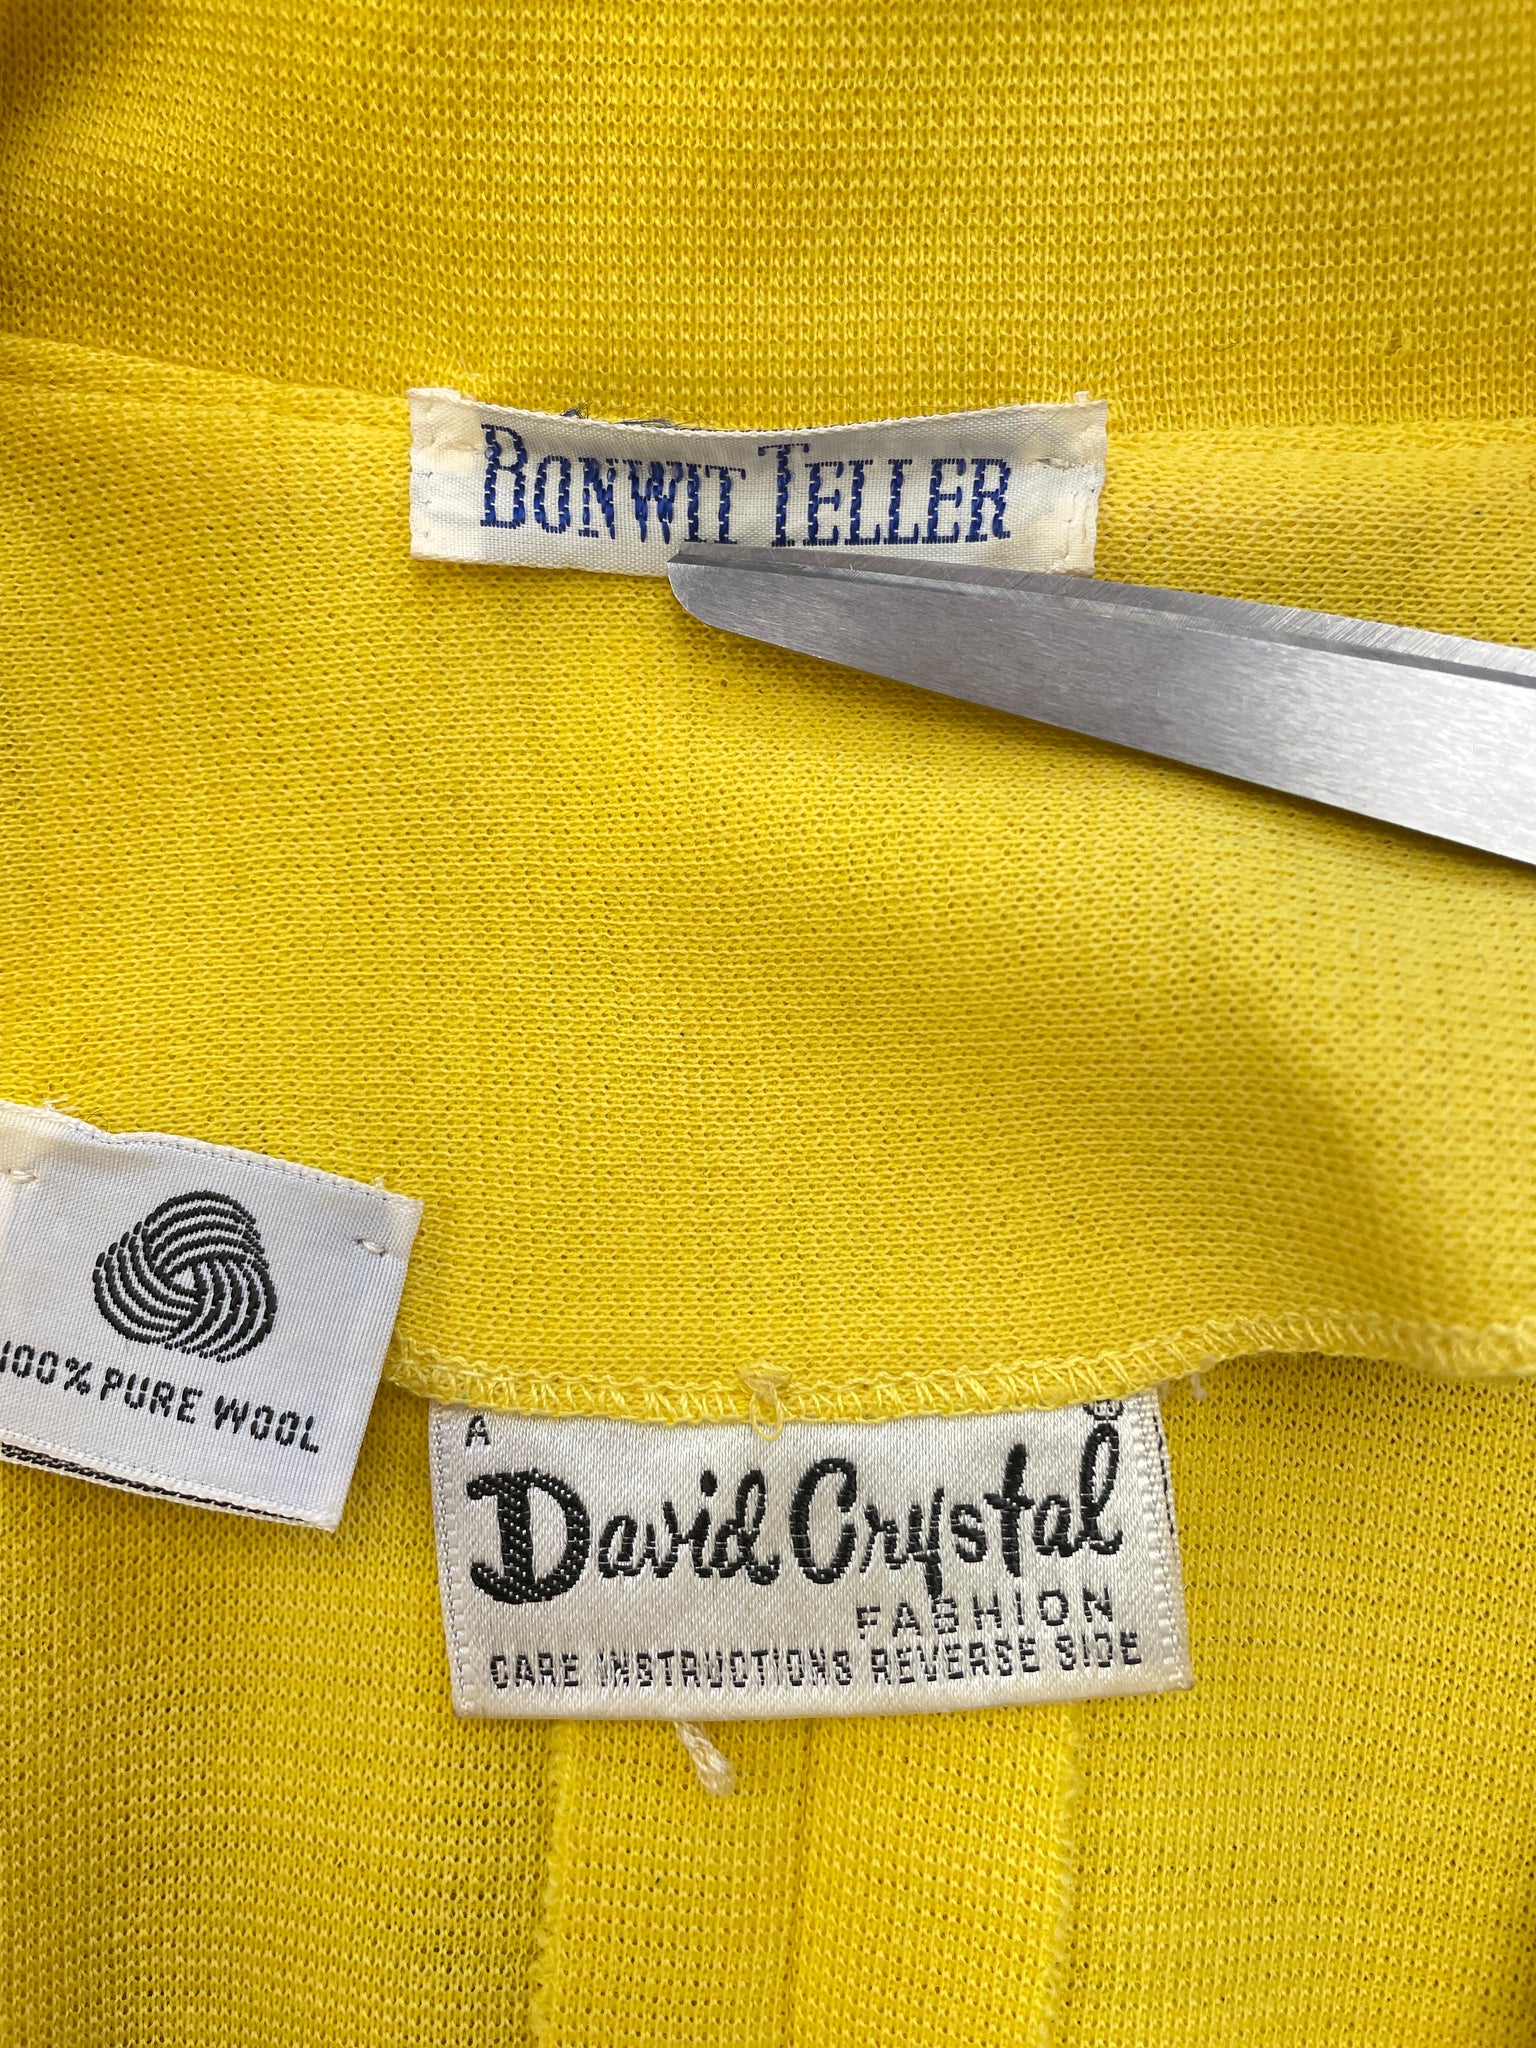 BONWIT TELLER
100% PURE WOOL
A
David Crystal
FASHION
CARE INSTRUCTIONS REVERSE SIDE